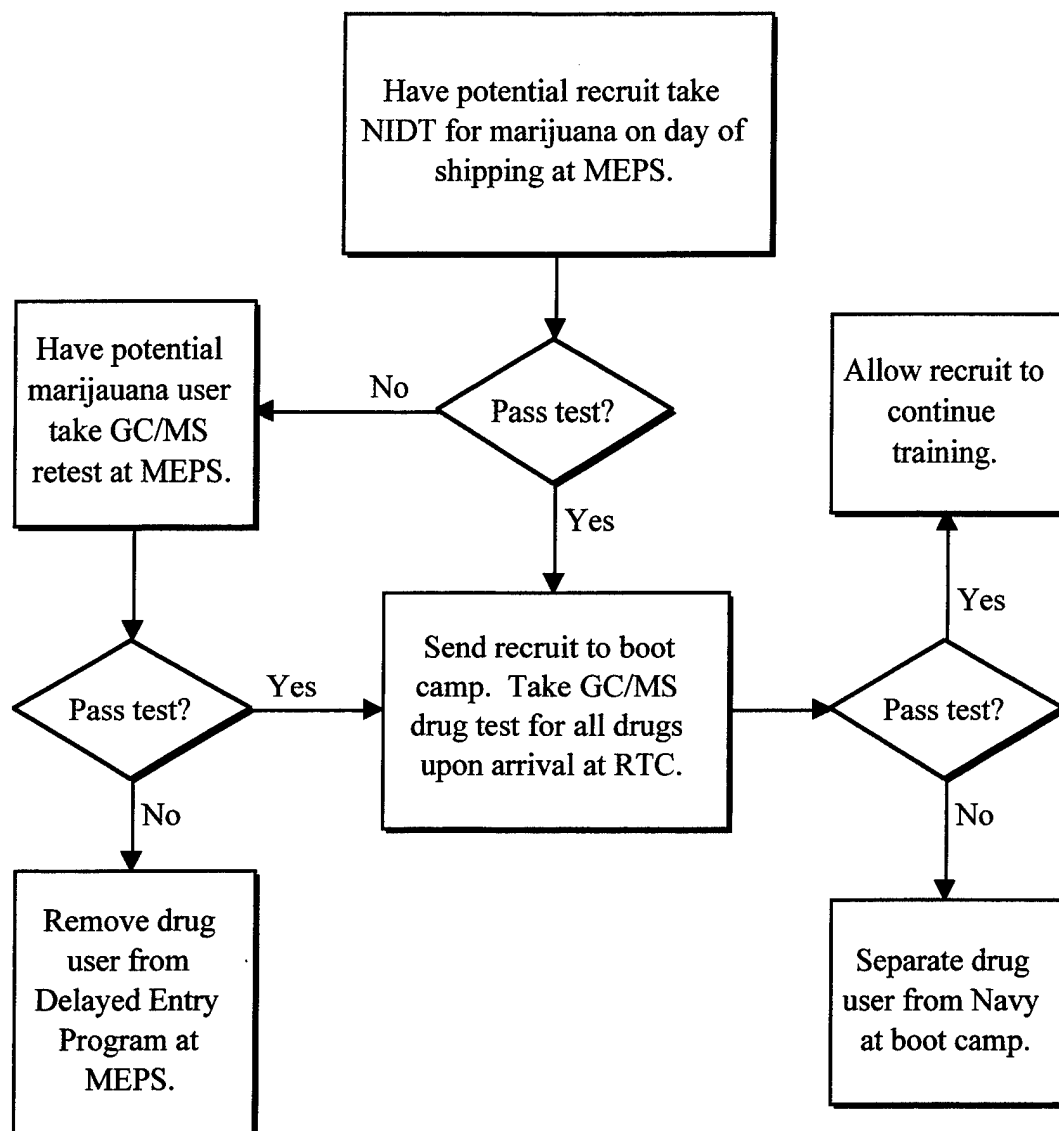 Have potential recruit take
NIDT for marijuana on day of
shipping at MEPS.
Pass test?
No
Yes
Have potential
marijauana user
take GC/MS
retest at MEPS.
Pass test?
Yes
No
Remove drug
user from
Delayed Entry
Program at
MEPS.
Send recruit to boot
camp. Take GC/MS
drug test for all drugs
upon arrival at RTC.
Pass test?
Yes
No
Allow recruit to
continue
training.
Separate drug
user from Navy
at boot camp.